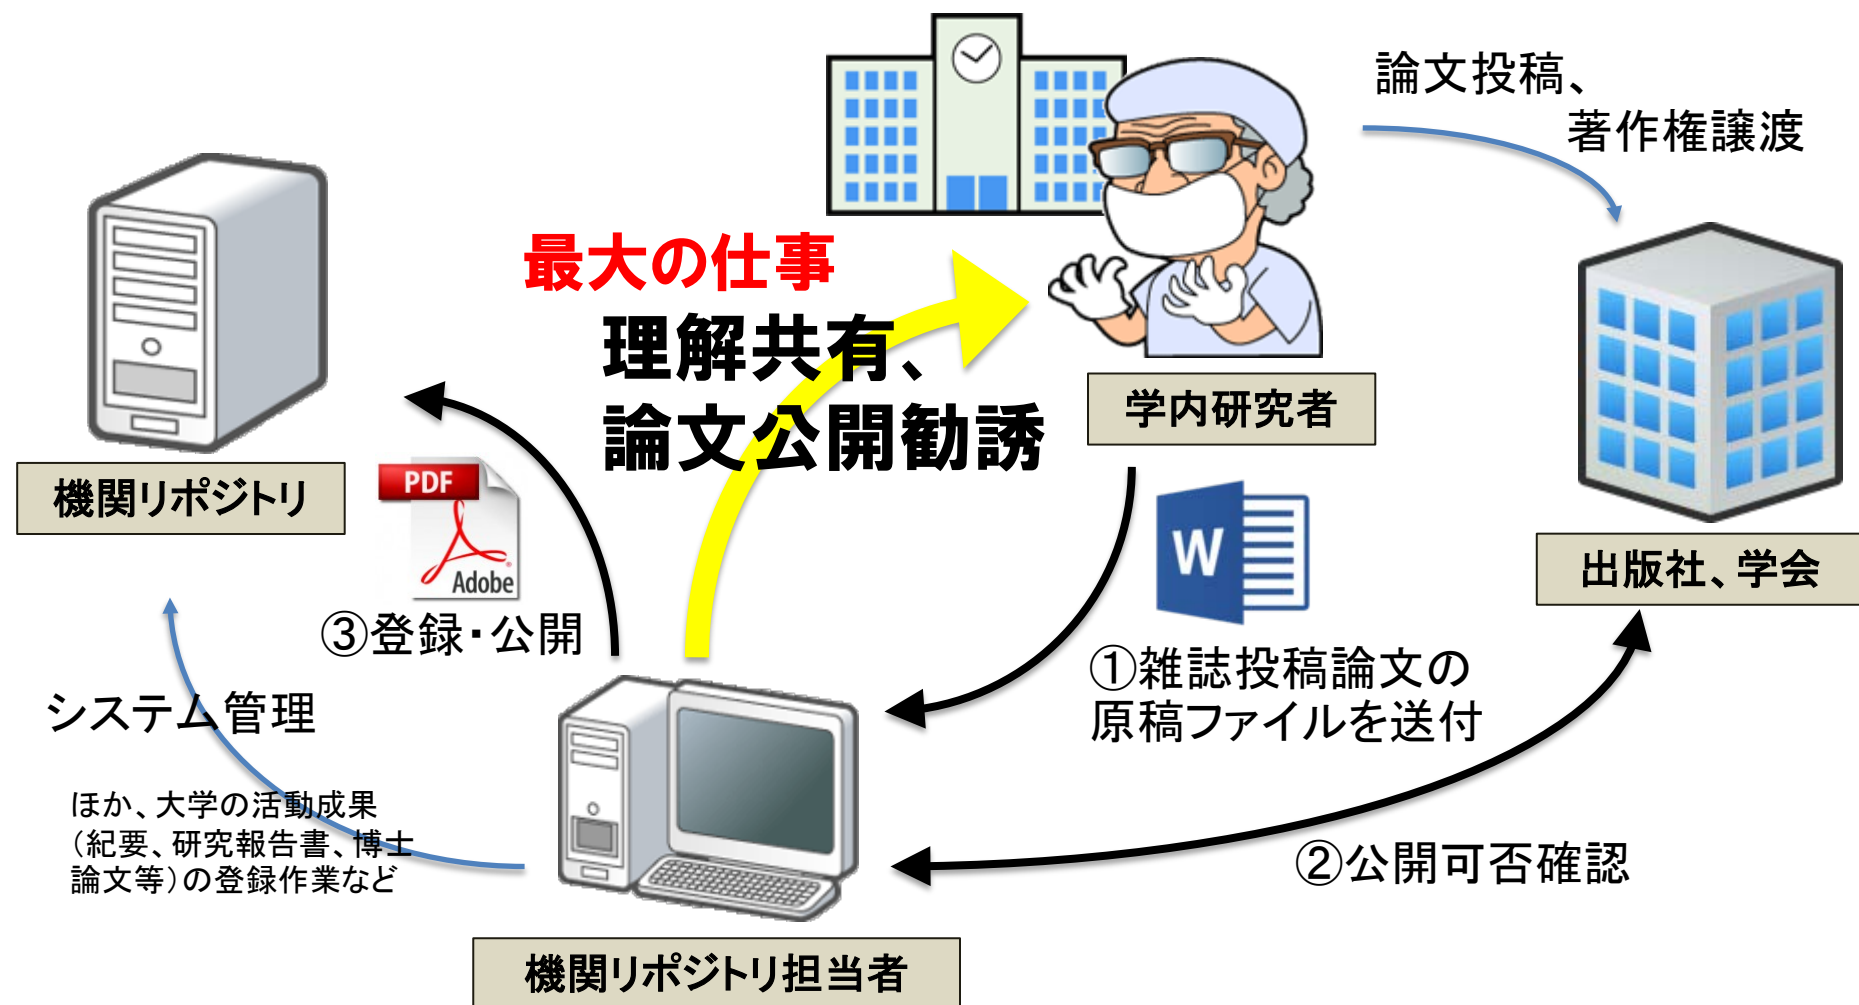 論文投稿、
著作権譲渡
最大の仕事
理解共有、
論文公開勧誘
学内研究者
機関リポジトリ
PDF
Adobe
W
出版社、学会
③登録・公開
①雑誌投稿論文の
原稿ファイルを送付
システム管理
ほか、大学の活動成果
（紀要、研究報告書、博士
論文等）の登録作業など
②公開可否確認
機関リポジトリ担当者